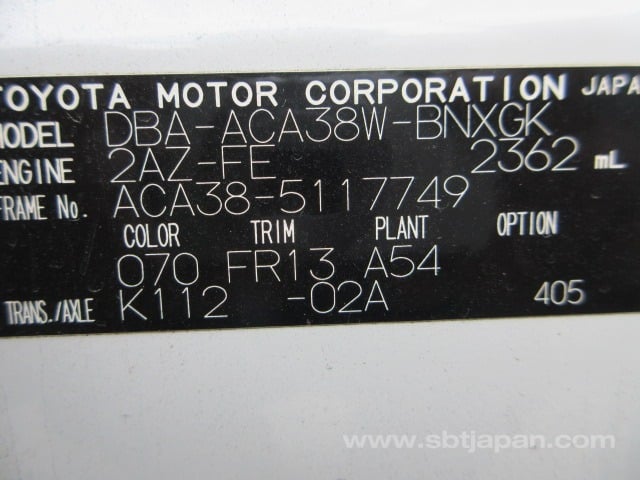 TOYOTA MOTOR CORPORATION JAPA
MODEL DBA-ACA38W-BNXGK
ENGINE 2AZ-FE 2362 mL
FRAME No. ACA38-5117749
COLOR TRIM PLANT OPTION
070 FR13 A54
TRANS./AXLE K112 -02A 405
www.sbtjapan.com